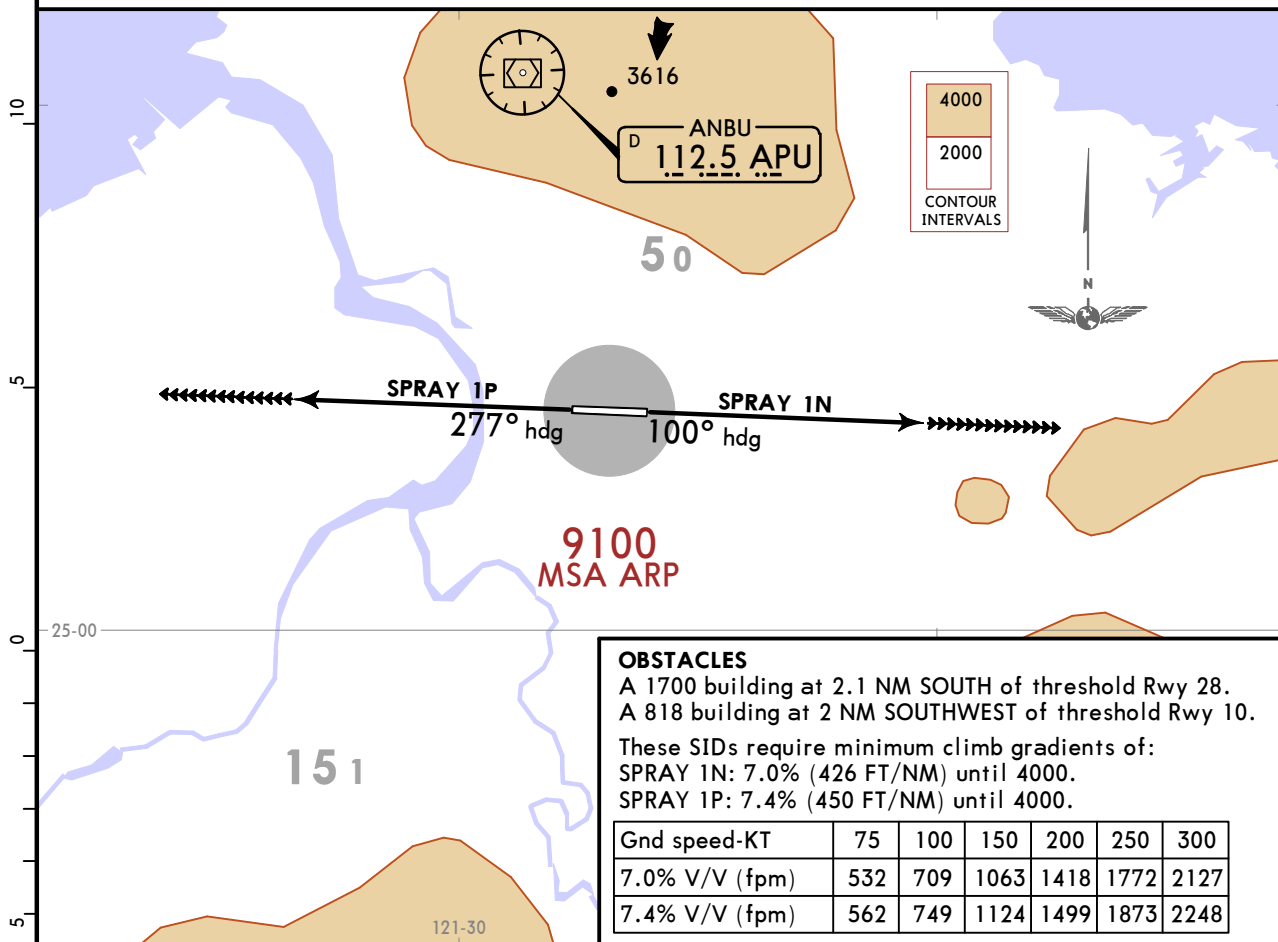 10
3616
ANBU
D 112.5 APU
4000
2000
CONTOUR
INTERVALS
50
N
5
SPRAY 1P
SPRAY 1N
277° hdg
100° hdg
9100
MSA ARP
0
25-00
OBSTACLES
A 1700 building at 2.1 NM SOUTH of threshold Rwy 28.
A 818 building at 2 NM SOUTHWEST of threshold Rwy 10.
These SIDs require minimum climb gradients of:
SPRAY 1N: 7.0% (426 FT/NM) until 4000.
SPRAY 1P: 7.4% (450 FT/NM) until 4000.
151
Gnd speed-KT 75 100 150 200 250 300
7.0% V/V (fpm) 532 709 1063 1418 1772 2127
7.4% V/V (fpm) 562 749 1124 1499 1873 2248
5
121-30